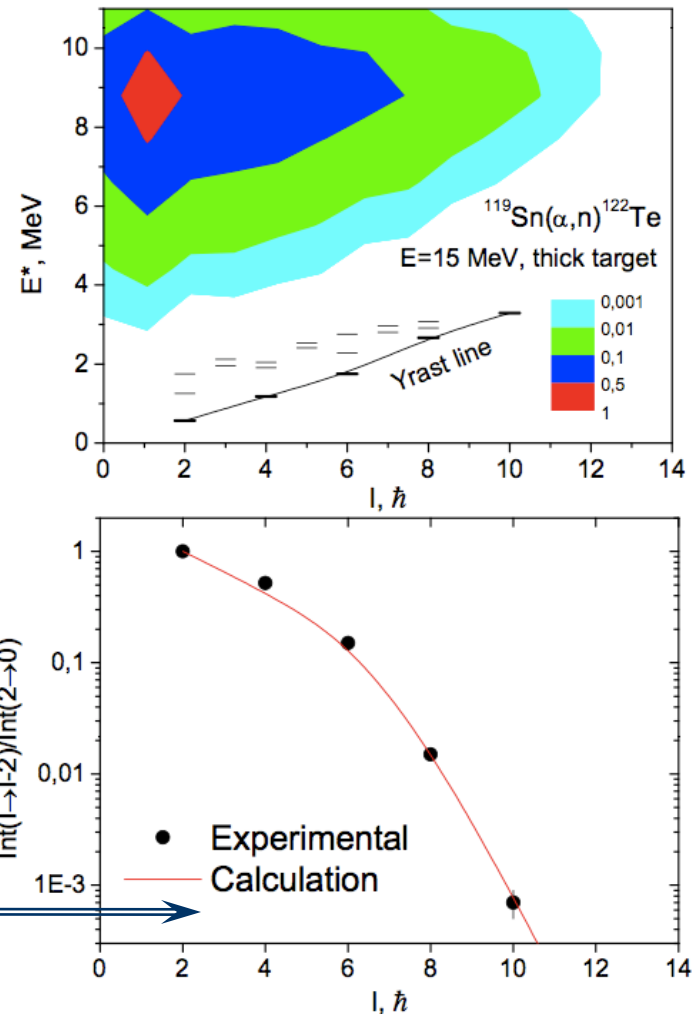 10
8
6
4
2
0
E*, MeV
¹¹⁹Sn(α,n)¹²²Te
E=15 MeV, thick target
0,001
0,01
0,1
0,5
1
Yrast line
0 2 4 6 8 10 12 14
I, ħ
1
0,1
0,01
1E-3
Int(I→I-2)/Int(2→0)
Experimental
Calculation
0 2 4 6 8 10 12 14
I, ħ